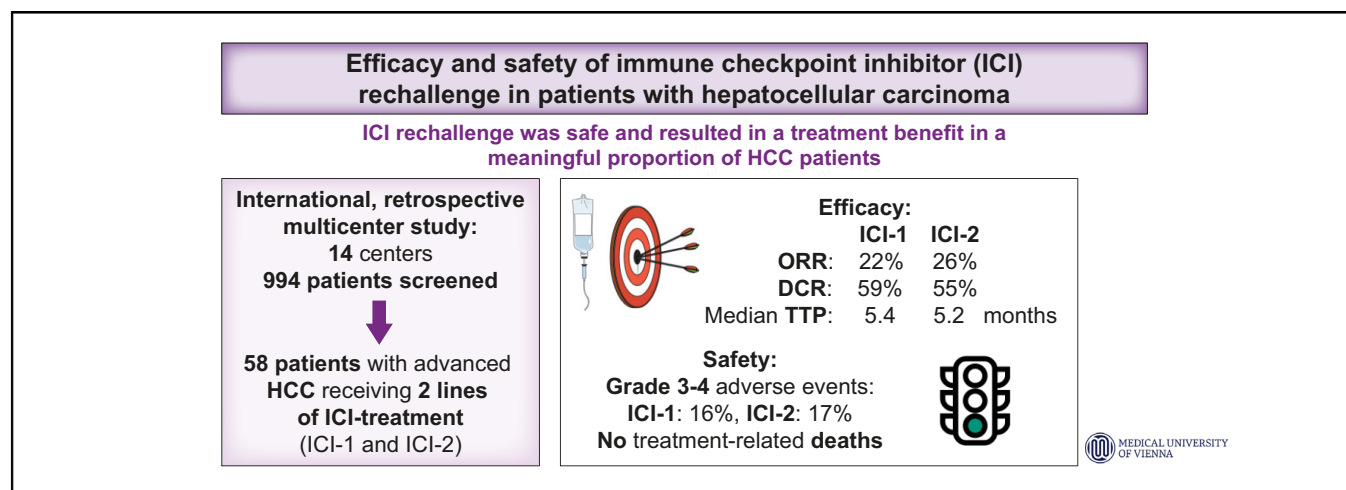 Efficacy and safety of immune checkpoint inhibitor (ICI)
rechallenge in patients with hepatocellular carcinoma
ICI rechallenge was safe and resulted in a treatment benefit in a
meaningful proportion of HCC patients
International, retrospective
multicenter study:
14 centers
994 patients screened
58 patients with advanced
HCC receiving 2 lines
of ICI-treatment
(ICI-1 and ICI-2)
Efficacy:
ICI-1 ICI-2
ORR: 22% 26%
DCR: 59% 55%
Median TTP: 5.4 5.2 months
Safety:
Grade 3-4 adverse events:
ICI-1: 16%, ICI-2: 17%
No treatment-related deaths
MEDICAL UNIVERSITY
OF VIENNA